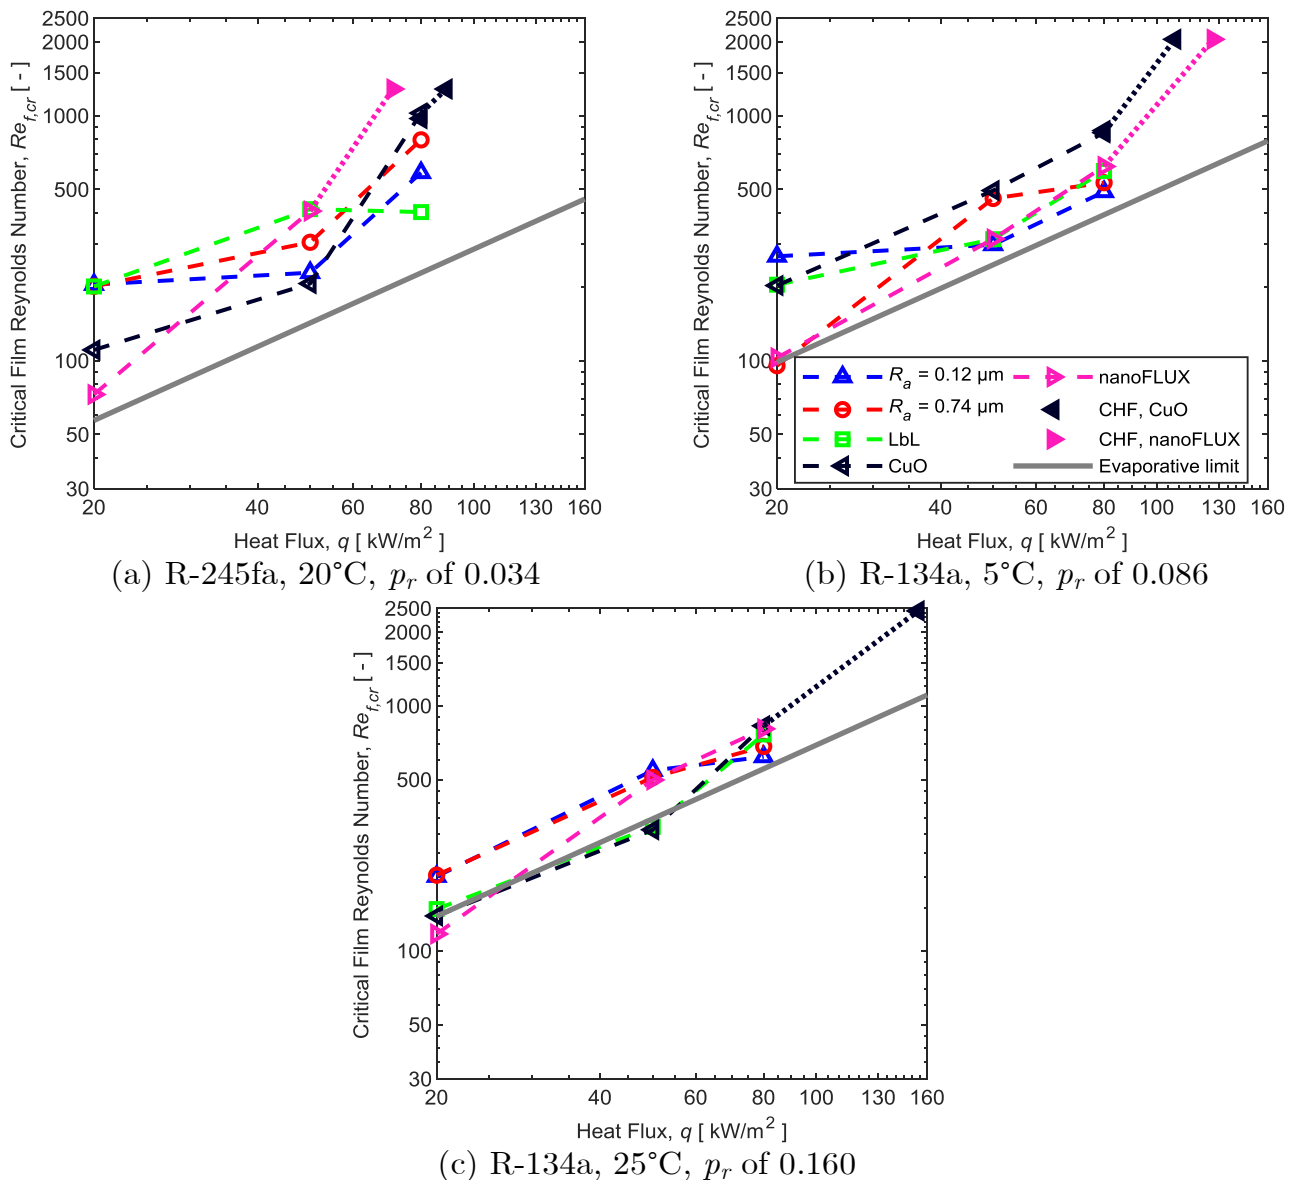 2500
2000
1500
1000
500
100
50
30
Critical Film Reynolds Number, Re_{f,cr} [ - ]
20 40 60 80 100 130 160
Heat Flux, q [ kW/m² ]
(a) R-245fa, 20°C, p_r of 0.034
2500
2000
1500
1000
500
100
50
30
Critical Film Reynolds Number, Re_{f,cr} [ - ]
R_a = 0.12 µm
R_a = 0.74 µm
LbL
CuO
nanoFLUX
CHF, CuO
CHF, nanoFLUX
Evaporative limit
20 40 60 80 100 130 160
Heat Flux, q [ kW/m² ]
(b) R-134a, 5°C, p_r of 0.086
2500
2000
1500
1000
500
100
50
30
Critical Film Reynolds Number, Re_{f,cr} [ - ]
20 40 60 80 100 130 160
Heat Flux, q [ kW/m² ]
(c) R-134a, 25°C, p_r of 0.160